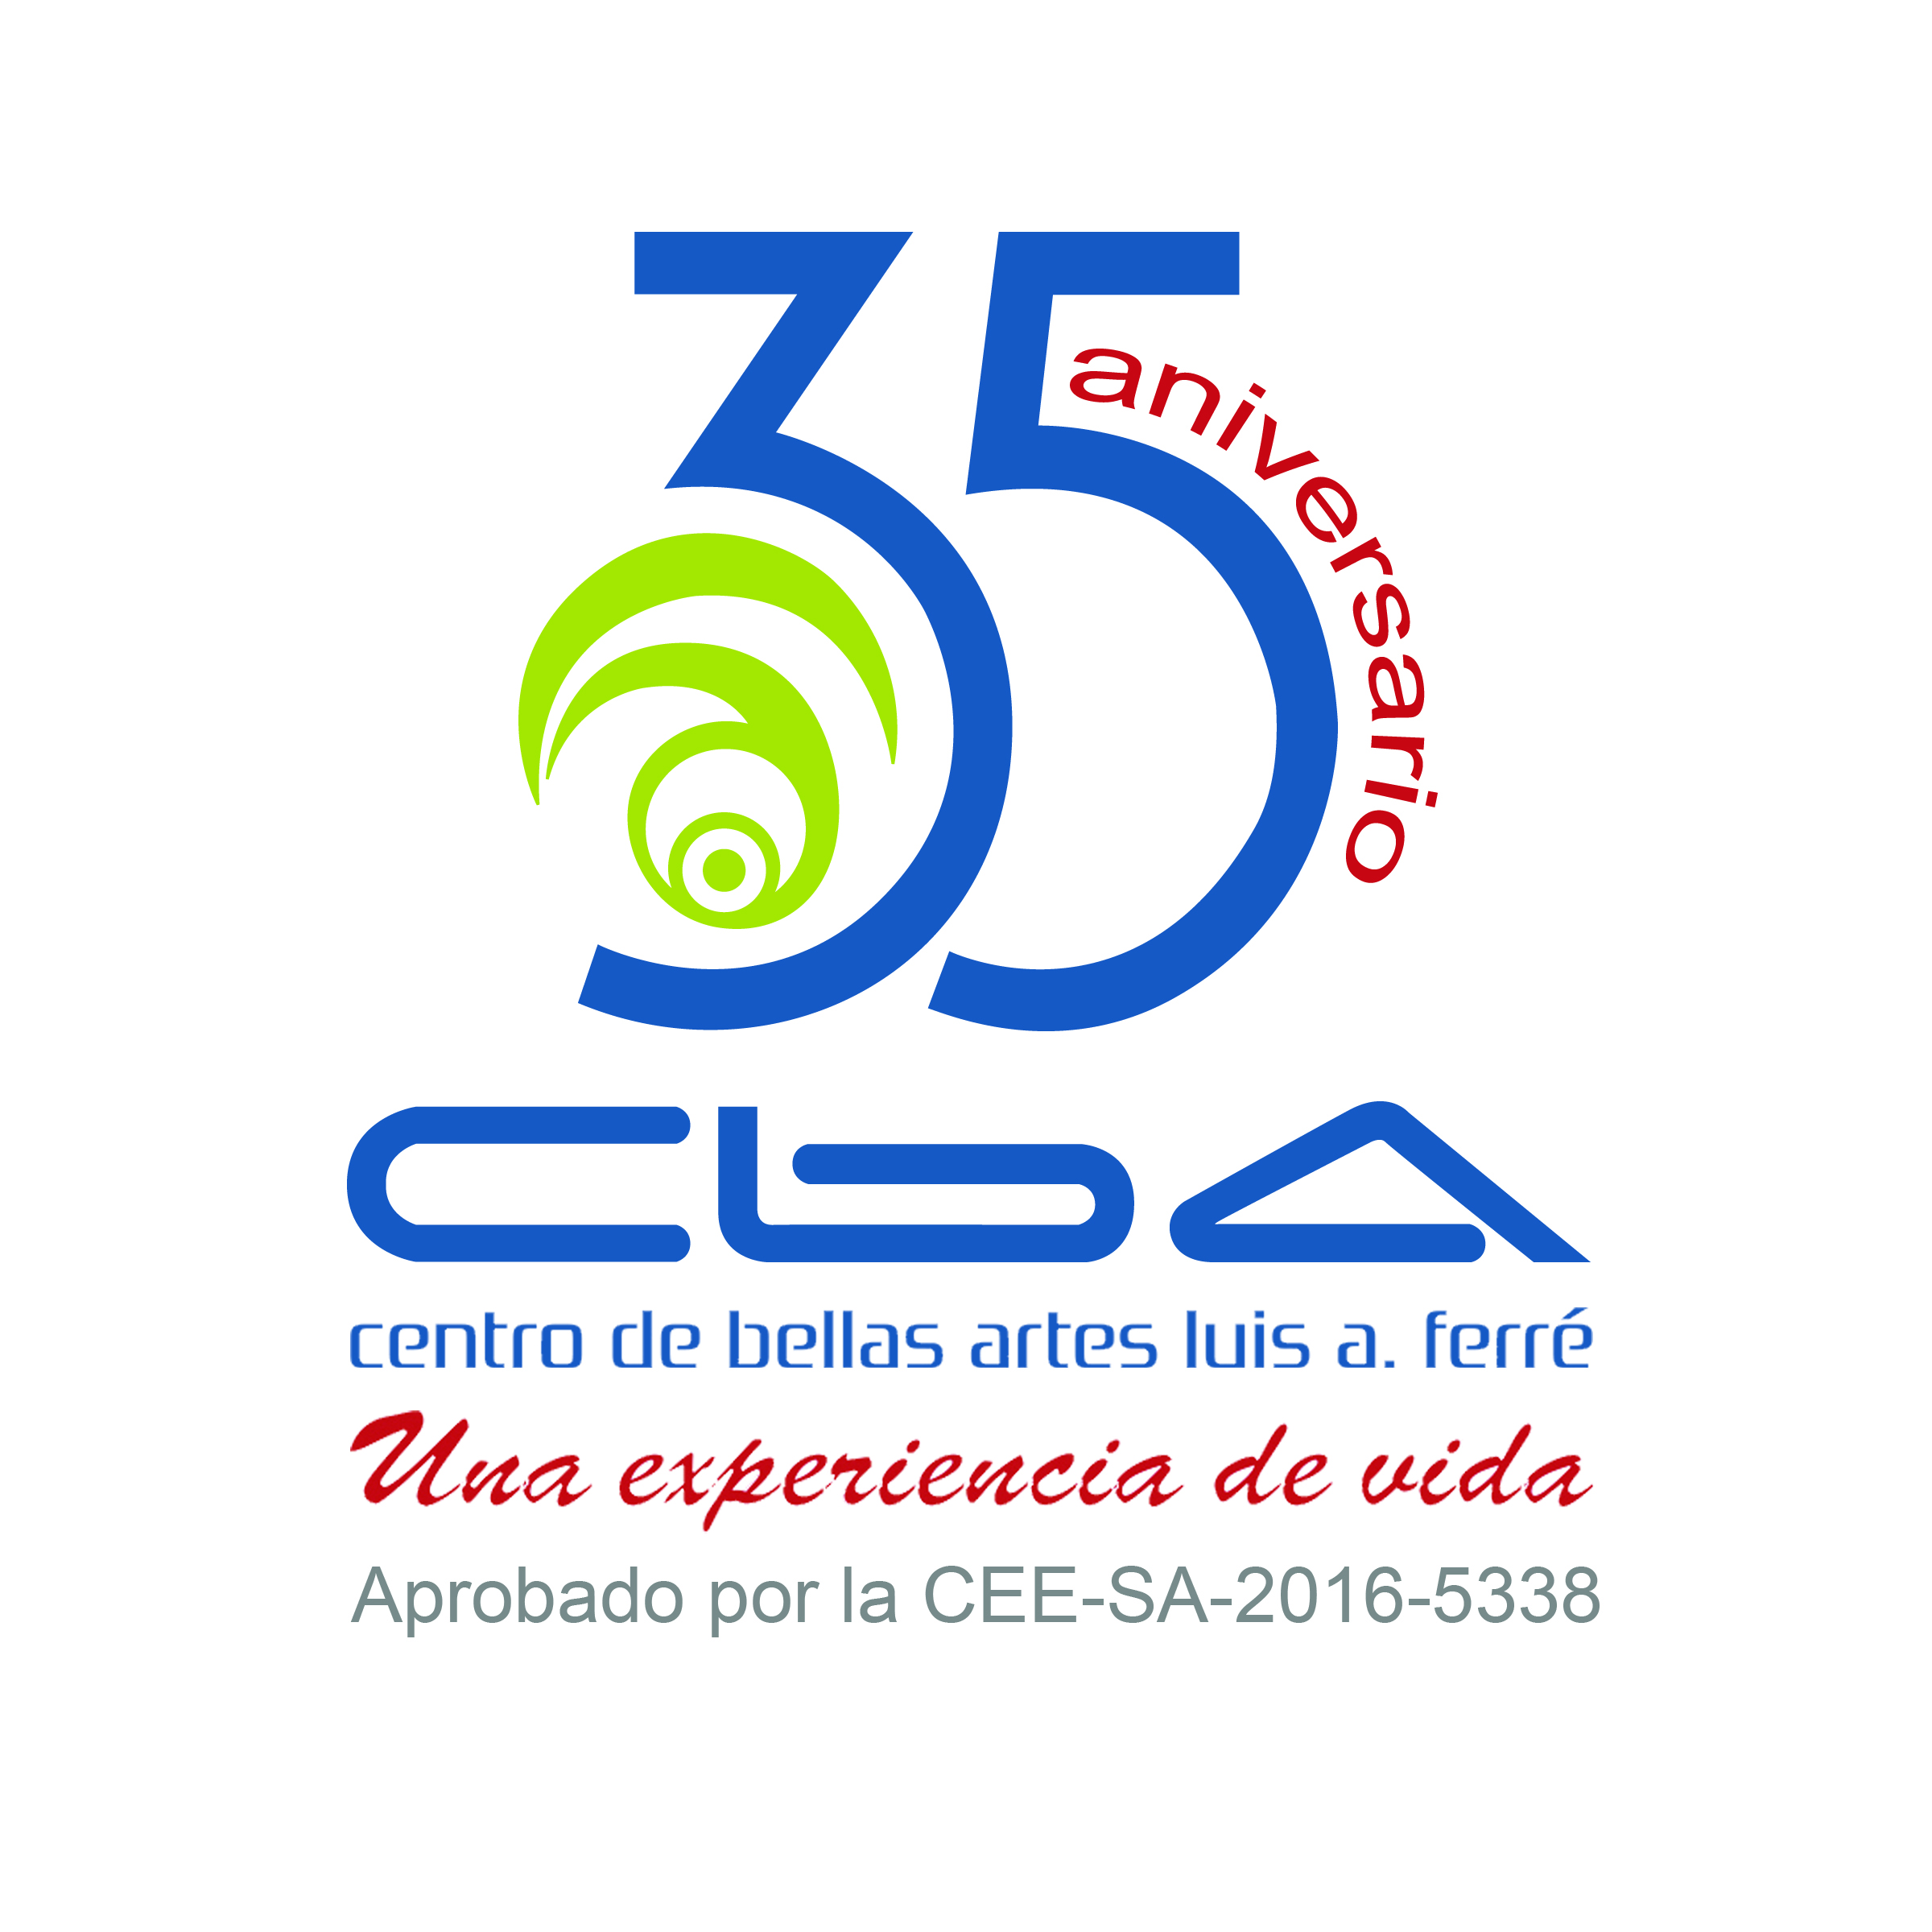 35
aniversario
cba
centro de bellas artes luis a. ferré
Una experiencia de vida
Aprobado por la CEE-SA-2016-5338